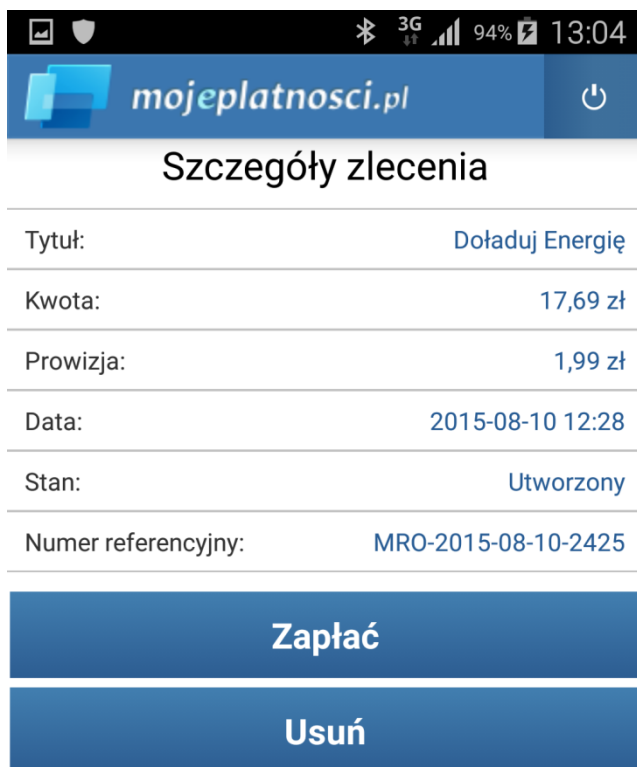 3G 94% 13:04
mojeplatnosci.pl
Szczegóły zlecenia
Tytuł: Doładuj Energię
Kwota: 17,69 zł
Prowizja: 1,99 zł
Data: 2015-08-10 12:28
Stan: Utworzony
Numer referencyjny: MRO-2015-08-10-2425
Zapłać
Usuń